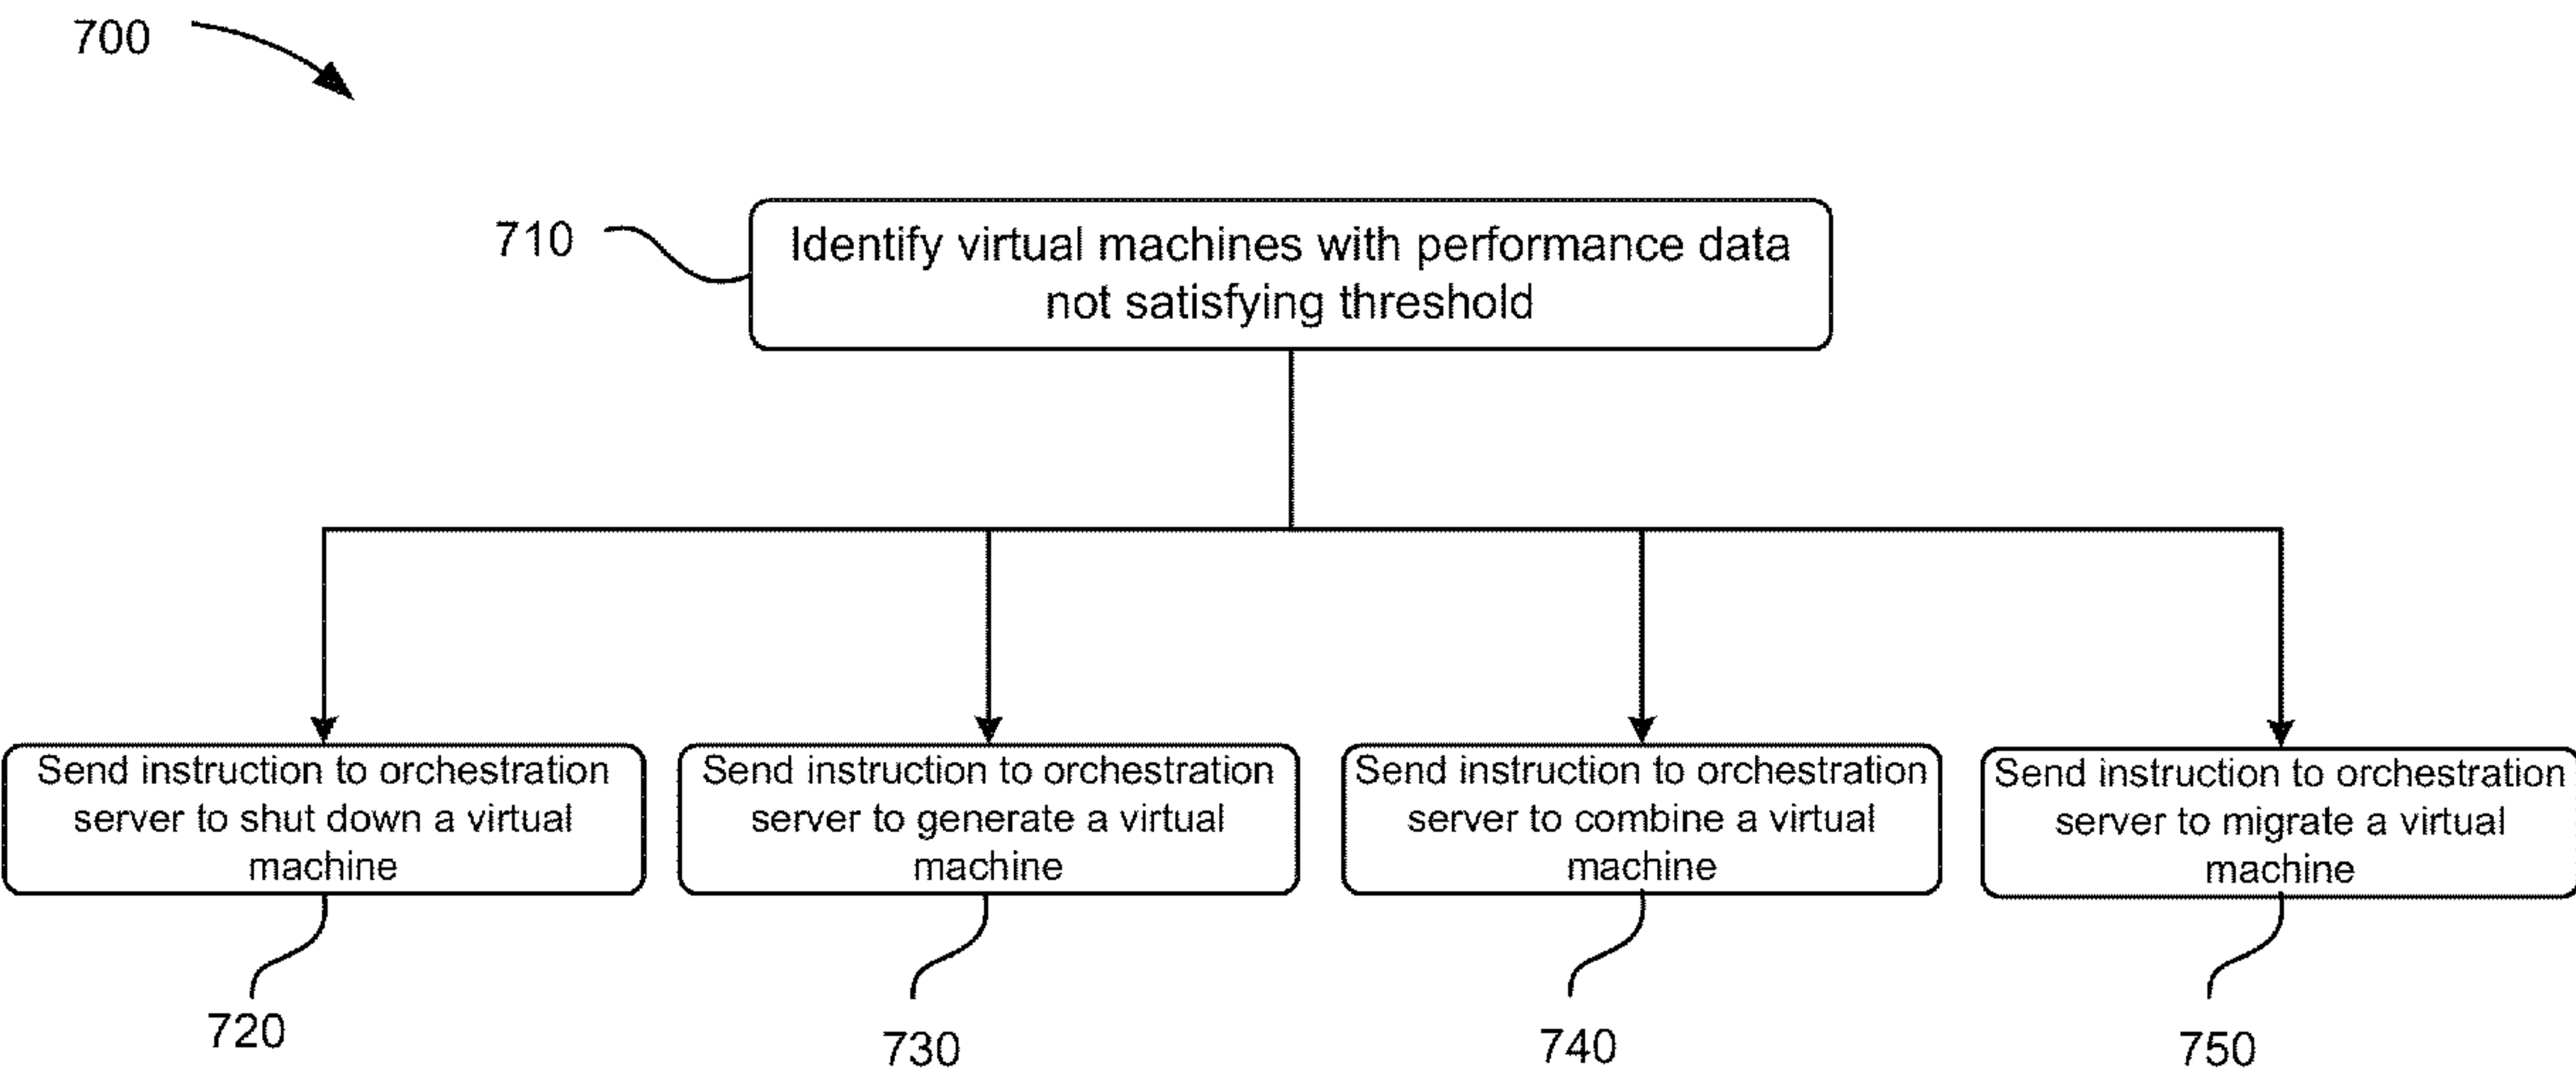 700
710
Identify virtual machines with performance data
not satisfying threshold
Send instruction to orchestration
server to shut down a virtual
machine
Send instruction to orchestration
server to generate a virtual
machine
Send instruction to orchestration
server to combine a virtual
machine
Send instruction to orchestration
server to migrate a virtual
machine
720
730
740
750